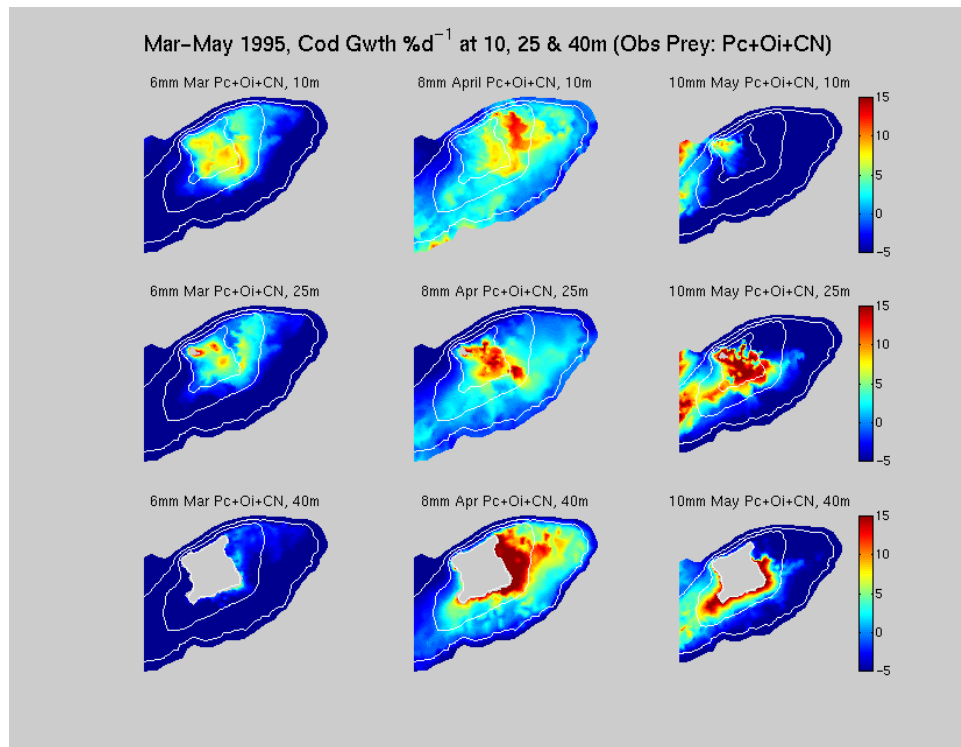 Mar-May 1995, Cod Gwth %d⁻¹ at 10, 25 & 40m (Obs Prey: Pc+Oi+CN)
6mm Mar Pc+Oi+CN, 10m
8mm April Pc+Oi+CN, 10m
10mm May Pc+Oi+CN, 10m
15
10
5
0
-5
6mm Mar Pc+Oi+CN, 25m
8mm Apr Pc+Oi+CN, 25m
10mm May Pc+Oi+CN, 25m
15
10
5
0
-5
6mm Mar Pc+Oi+CN, 40m
8mm Apr Pc+Oi+CN, 40m
10mm May Pc+Oi+CN, 40m
15
10
5
0
-5